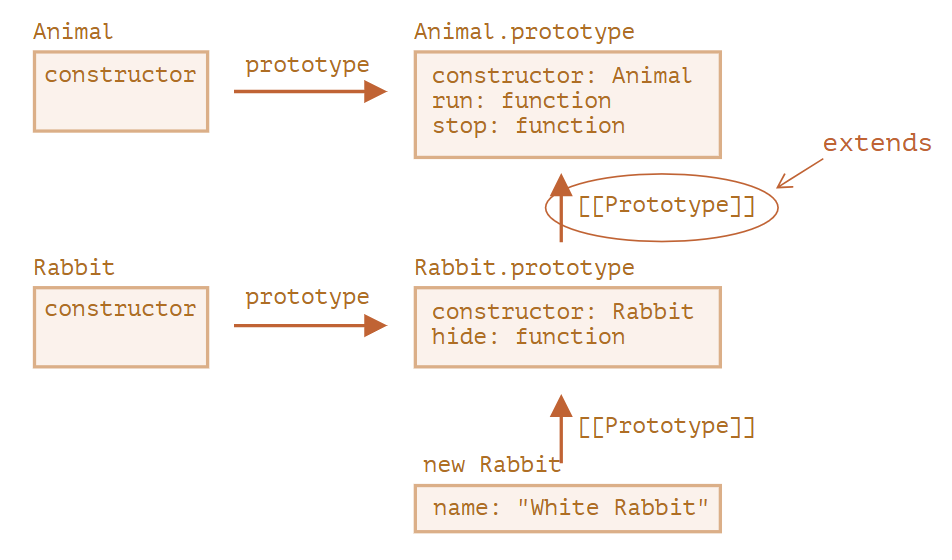 Animal
constructor
prototype
Animal.prototype
constructor: Animal
run: function
stop: function
extends
[[Prototype]]
Rabbit
constructor
prototype
Rabbit.prototype
constructor: Rabbit
hide: function
[[Prototype]]
new Rabbit
name: "White Rabbit"